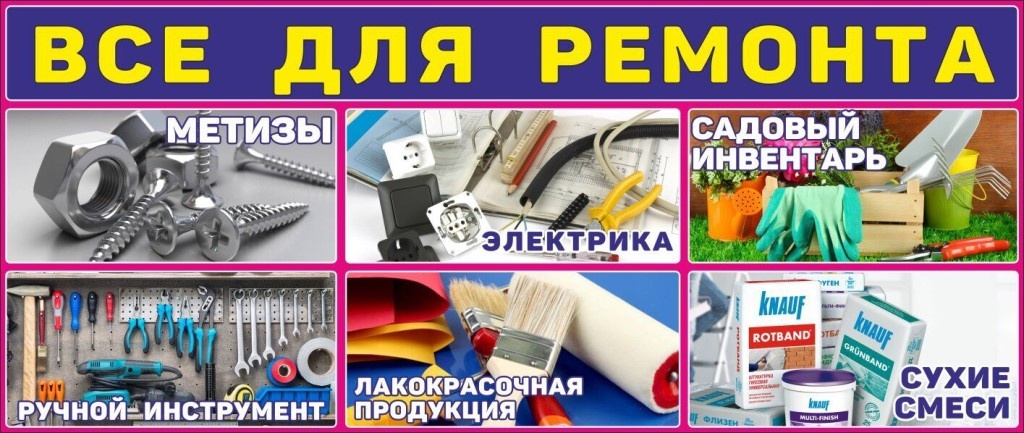 ВСЕ ДЛЯ РЕМОНТА
МЕТИЗЫ
ЭЛЕКТРИКА
САДОВЫЙ
ИНВЕНТАРЬ
РУЧНОЙ ИНСТРУМЕНТ
ЛАКОКРАСОЧНАЯ
ПРОДУКЦИЯ
KNAUF
ROTBAND
KNAUF
GRÜNBAND
KNAUF
MULTI-FINISH
ФЛИЗЕН
СУХИЕ
СМЕСИ